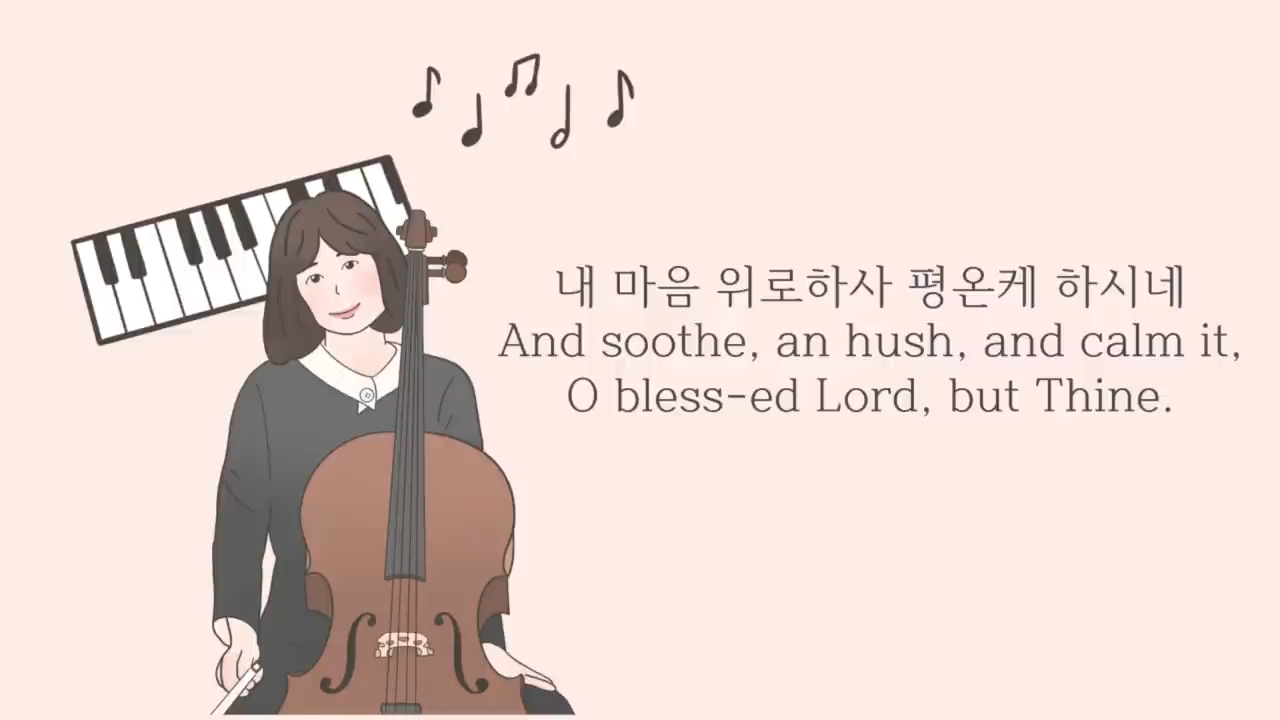 내 마음 위로하사 평온케 하시네
And soothe, an hush, and calm it,
O bless-ed Lord, but Thine.